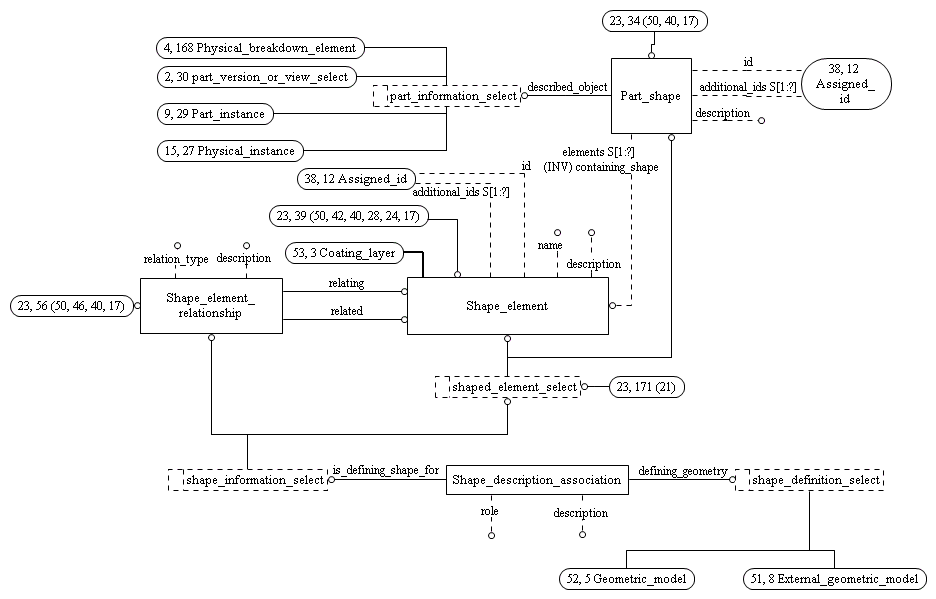 23, 34 (50, 40, 17)
4, 168 Physical_breakdown_element
id
38, 12
Assigned_
id
2, 30 part_version_or_view_select
described_object
additional_ids S[1:?]
part_information_select
Part_shape
9, 29 Part_instance
description
15, 27 Physical_instance
elements S[1:?]
(INV) containing_shape
id
38, 12 Assigned_id
additional_ids S[1:?]
23, 39 (50, 42, 40, 28, 24, 17)
name
53, 3 Coating_layer
relation_type
description
description
relating
Shape_element_
relationship
23, 56 (50, 46, 40, 17)
Shape_element
related
shaped_element_select
23, 171 (21)
is_defining_shape_for
defining_geometry
shape_information_select
Shape_description_association
shape_definition_select
role
description
52, 5 Geometric_model
51, 8 External_geometric_model